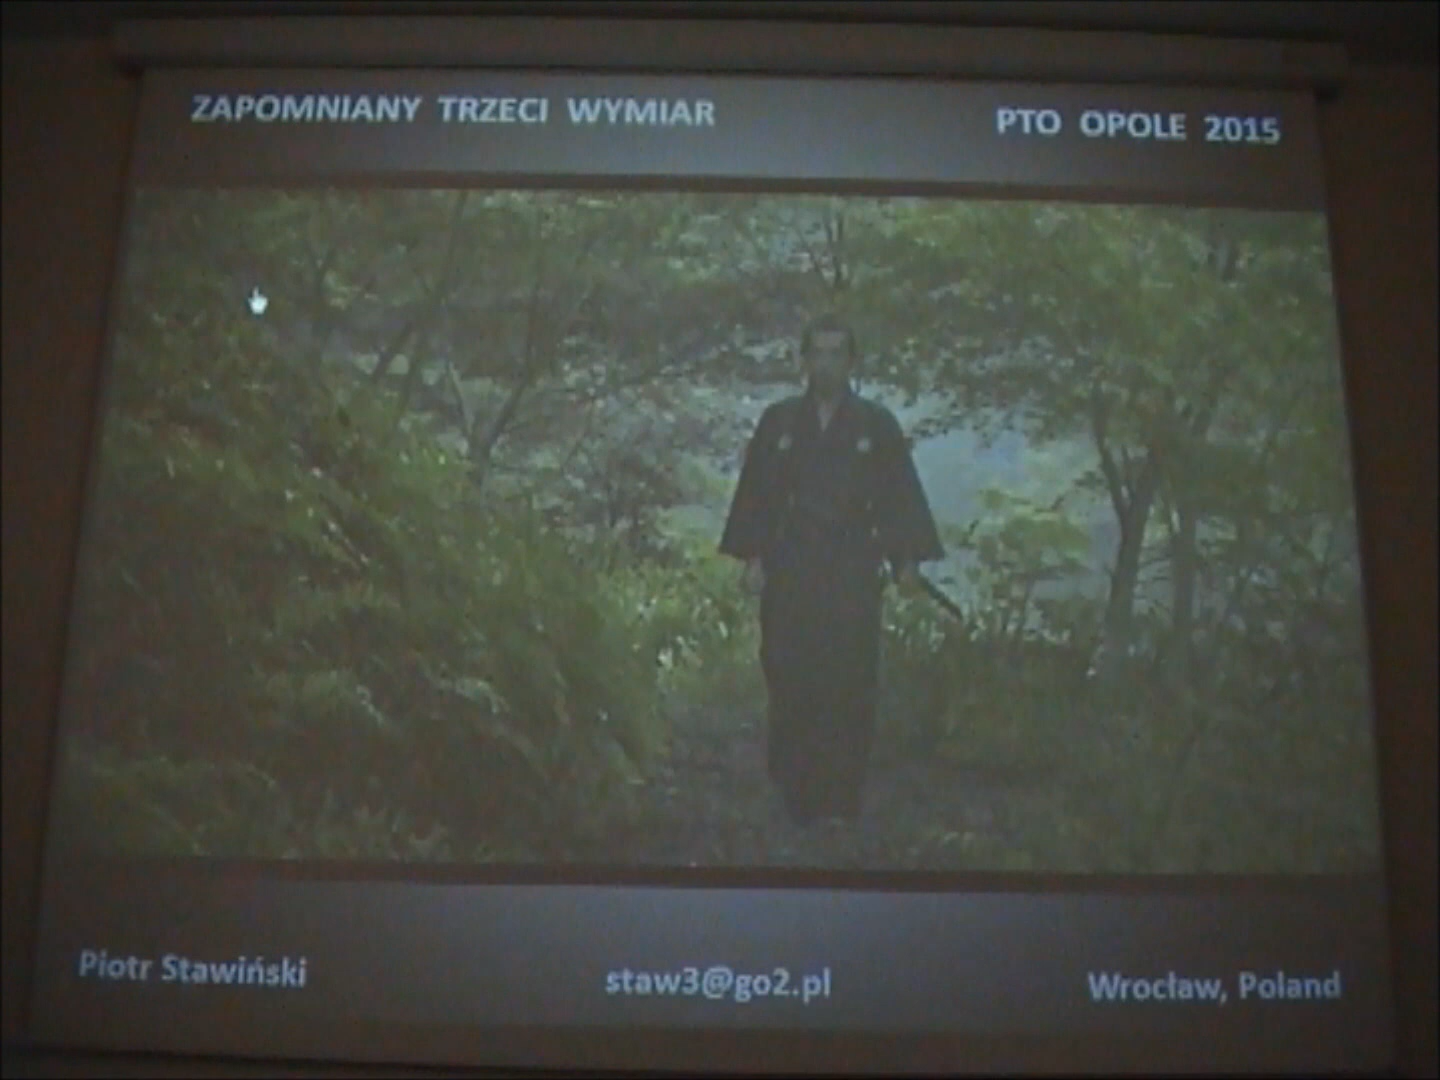 ZAPOMNIANY TRZECI WYMIAR
PTO OPOLE 2015
Piotr Stawiński
staw3@go2.pl
Wrocław, Poland